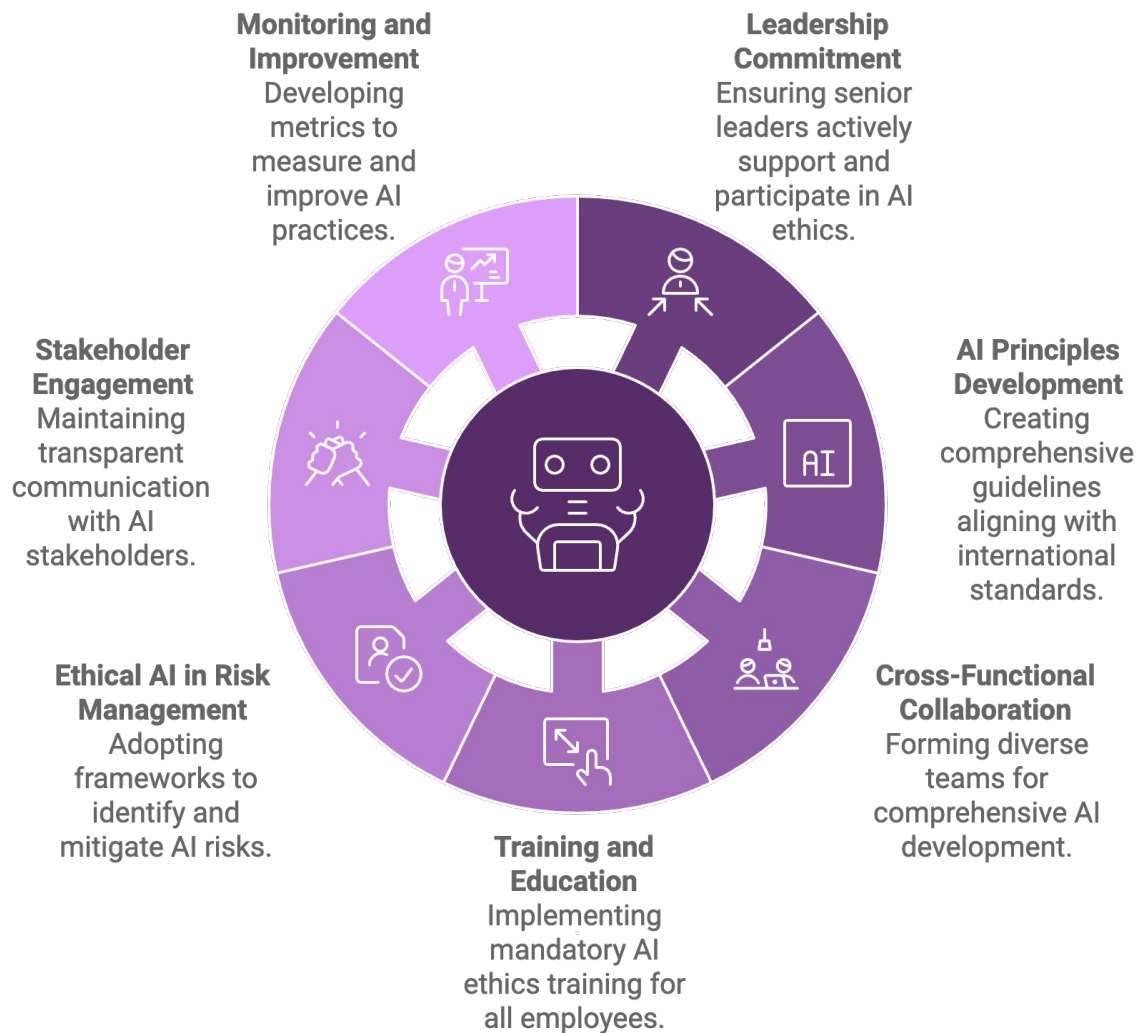 Monitoring and
Improvement
Developing
metrics to
measure and
improve AI
practices.
Leadership
Commitment
Ensuring senior
leaders actively
support and
participate in AI
ethics.
AI Principles
Development
Creating
comprehensive
guidelines
aligning with
international
standards.
AI
Stakeholder
Engagement
Maintaining
transparent
communication
with AI
stakeholders.
Cross-Functional
Collaboration
Forming diverse
teams for
comprehensive AI
development.
Ethical AI in Risk
Management
Adopting
frameworks to
identify and
mitigate AI risks.
Training and
Education
Implementing
mandatory AI
ethics training for
all employees.